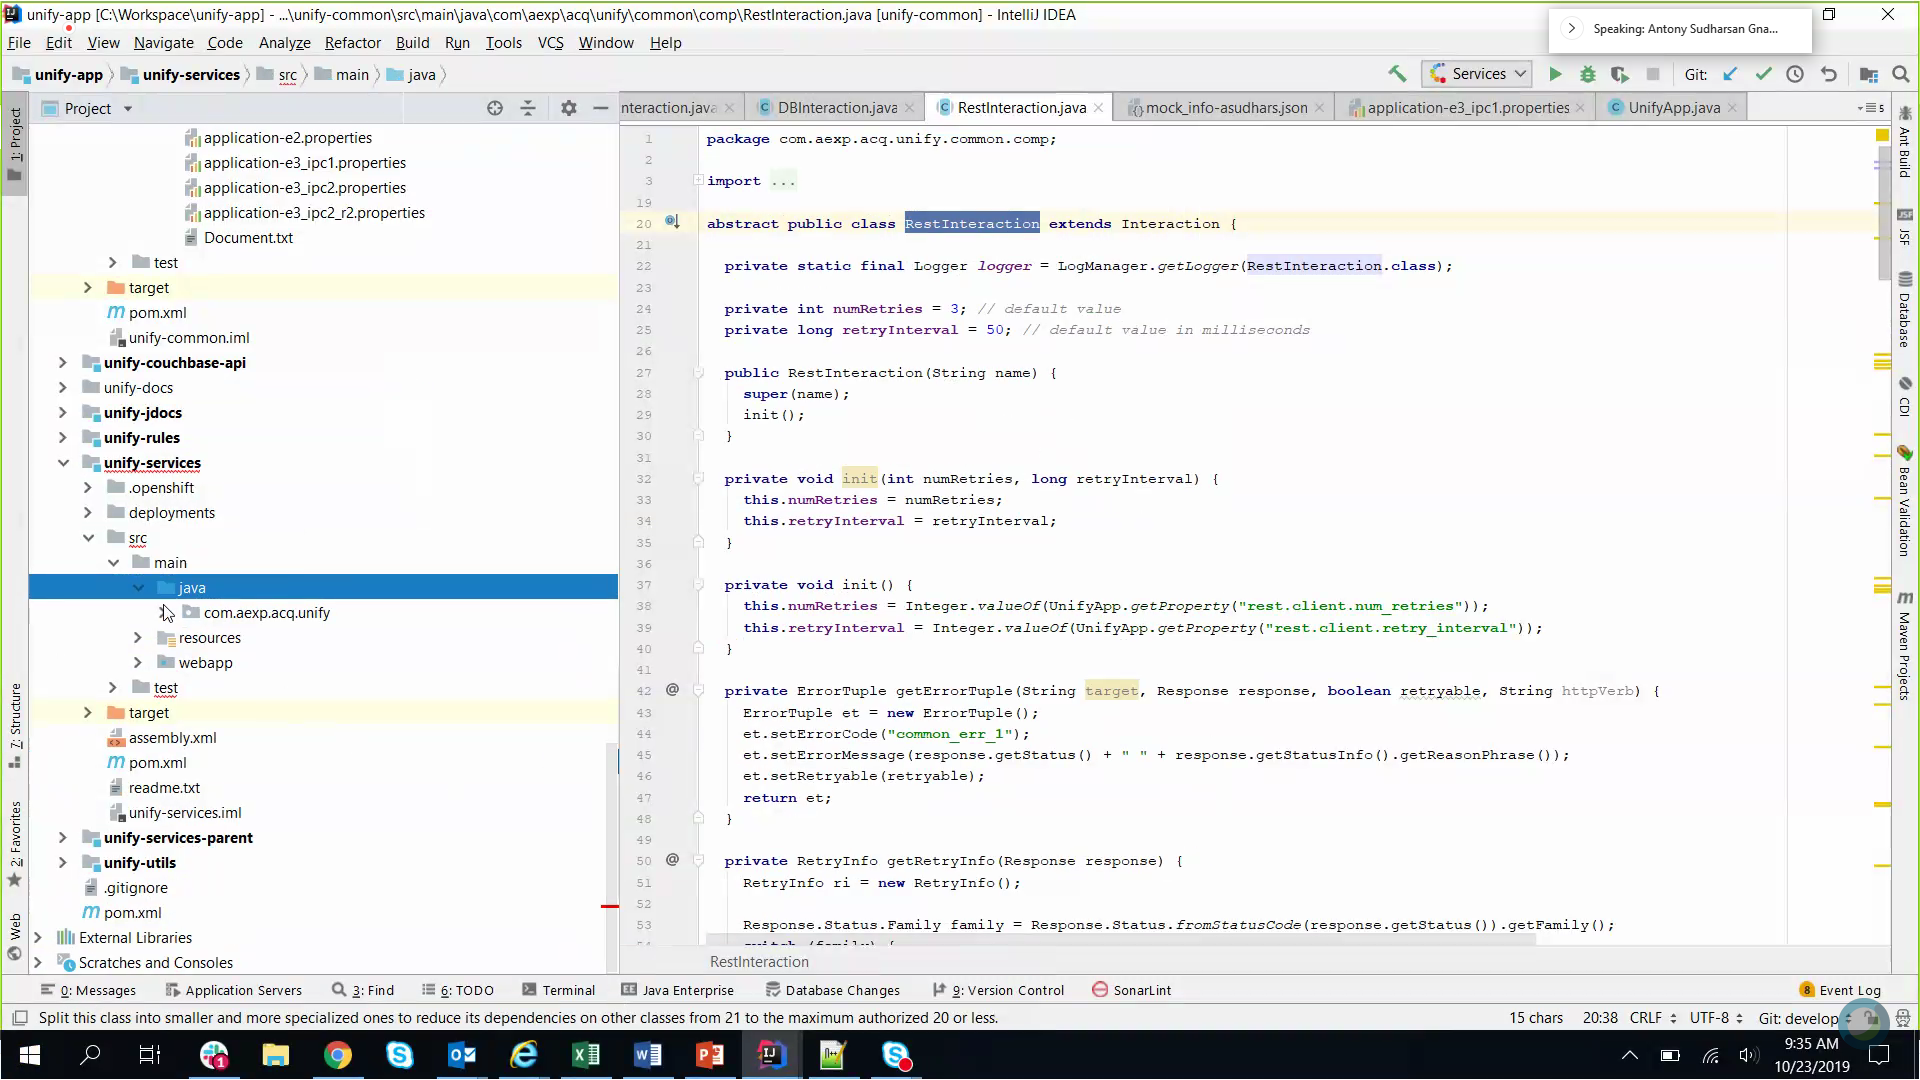 unify-app [C:\Workspace\unify-app] - ...\unify-common\src\main\java\com\aexp\acq\unify\common\comp\RestInteraction.java [unify-common] - IntelliJ IDEA
Speaking: Antony Sudharsan Gna...
File Edit View Navigate Code Analyze Refactor Build Run Tools VCS Window Help
unify-app unify-services src main java
Services Git:
Project
nteraction.java DBInteraction.java RestInteraction.java mock_info-asudhars.json application-e3_ipc1.properties UnifyApp.java 5
1: Project
7: Structure
2: Favorites
Web
application-e2.properties
application-e3_ipc1.properties
application-e3_ipc2.properties
application-e3_ipc2_r2.properties
Document.txt
test
target
pom.xml
unify-common.iml
unify-couchbase-api
unify-docs
unify-jdocs
unify-rules
unify-services
.openshift
deployments
src
main
java
com.aexp.acq.unify
resources
webapp
test
target
assembly.xml
pom.xml
readme.txt
unify-services.iml
unify-services-parent
unify-utils
.gitignore
pom.xml
External Libraries
Scratches and Consoles
1 package com.aexp.acq.unify.common.comp;
2
3 import ...
19
20 abstract public class RestInteraction extends Interaction {
21
22 private static final Logger logger = LogManager.getLogger(RestInteraction.class);
23
24 private int numRetries = 3; // default value
25 private long retryInterval = 50; // default value in milliseconds
26
27 public RestInteraction(String name) {
28 super(name);
29 init();
30 }
31
32 private void init(int numRetries, long retryInterval) {
33 this.numRetries = numRetries;
34 this.retryInterval = retryInterval;
35 }
36
37 private void init() {
38 this.numRetries = Integer.valueOf(UnifyApp.getProperty("rest.client.num_retries"));
39 this.retryInterval = Integer.valueOf(UnifyApp.getProperty("rest.client.retry_interval"));
40 }
41
42 @ private ErrorTuple getErrorTuple(String target, Response response, boolean retryable, String httpVerb) {
43 ErrorTuple et = new ErrorTuple();
44 et.setErrorCode("common_err_1");
45 et.setErrorMessage(response.getStatus() + " " + response.getStatusInfo().getReasonPhrase());
46 et.setRetryable(retryable);
47 return et;
48 }
49
50 @ private RetryInfo getRetryInfo(Response response) {
51 RetryInfo ri = new RetryInfo();
52
53 Response.Status.Family family = Response.Status.fromStatusCode(response.getStatus()).getFamily();
54 switch (family) {
RestInteraction
Ant Build
JSF
Database
CDI
Bean Validation
Maven Projects
0: Messages Application Servers 3: Find 6: TODO Terminal Java Enterprise Database Changes 9: Version Control SonarLint 8 Event Log
Split this class into smaller and more specialized ones to reduce its dependencies on other classes from 21 to the maximum authorized 20 or less. 15 chars 20:38 CRLF UTF-8 Git: develop
9:35 AM
10/23/2019